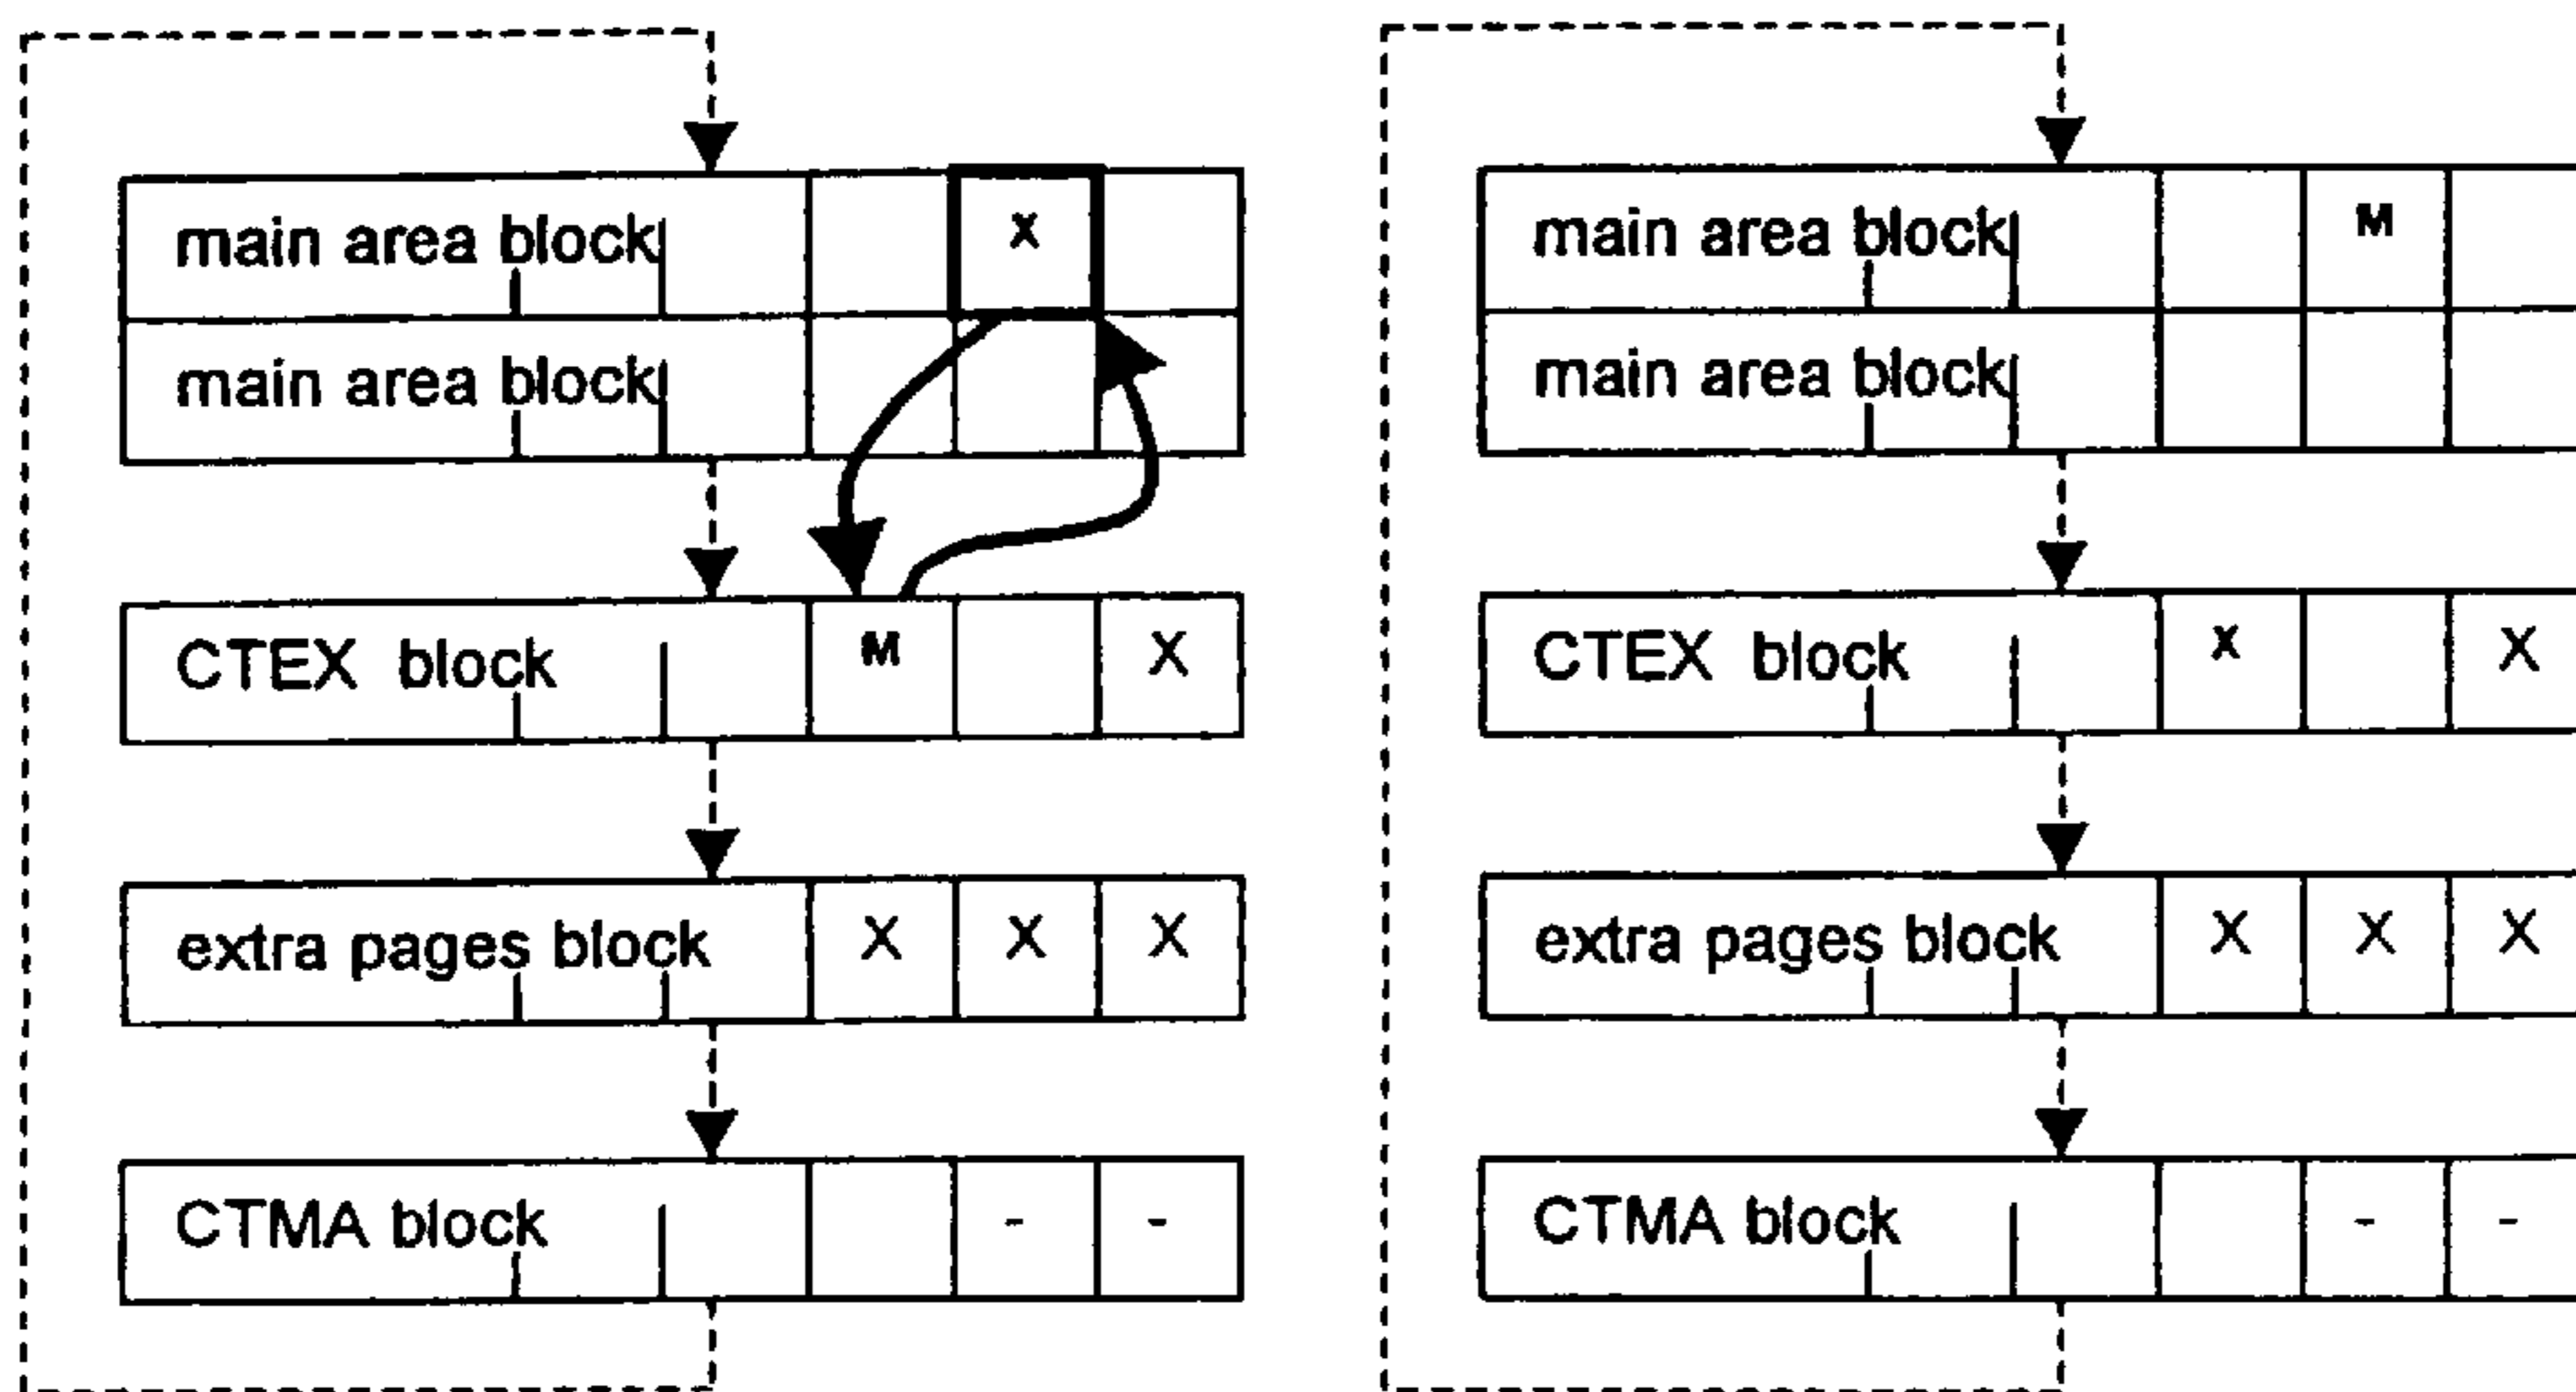 main area block x
main area block
CTEX block M X
extra pages block X X X
CTMA block - -
main area block M
main area block
CTEX block x X
extra pages block X X X
CTMA block - -